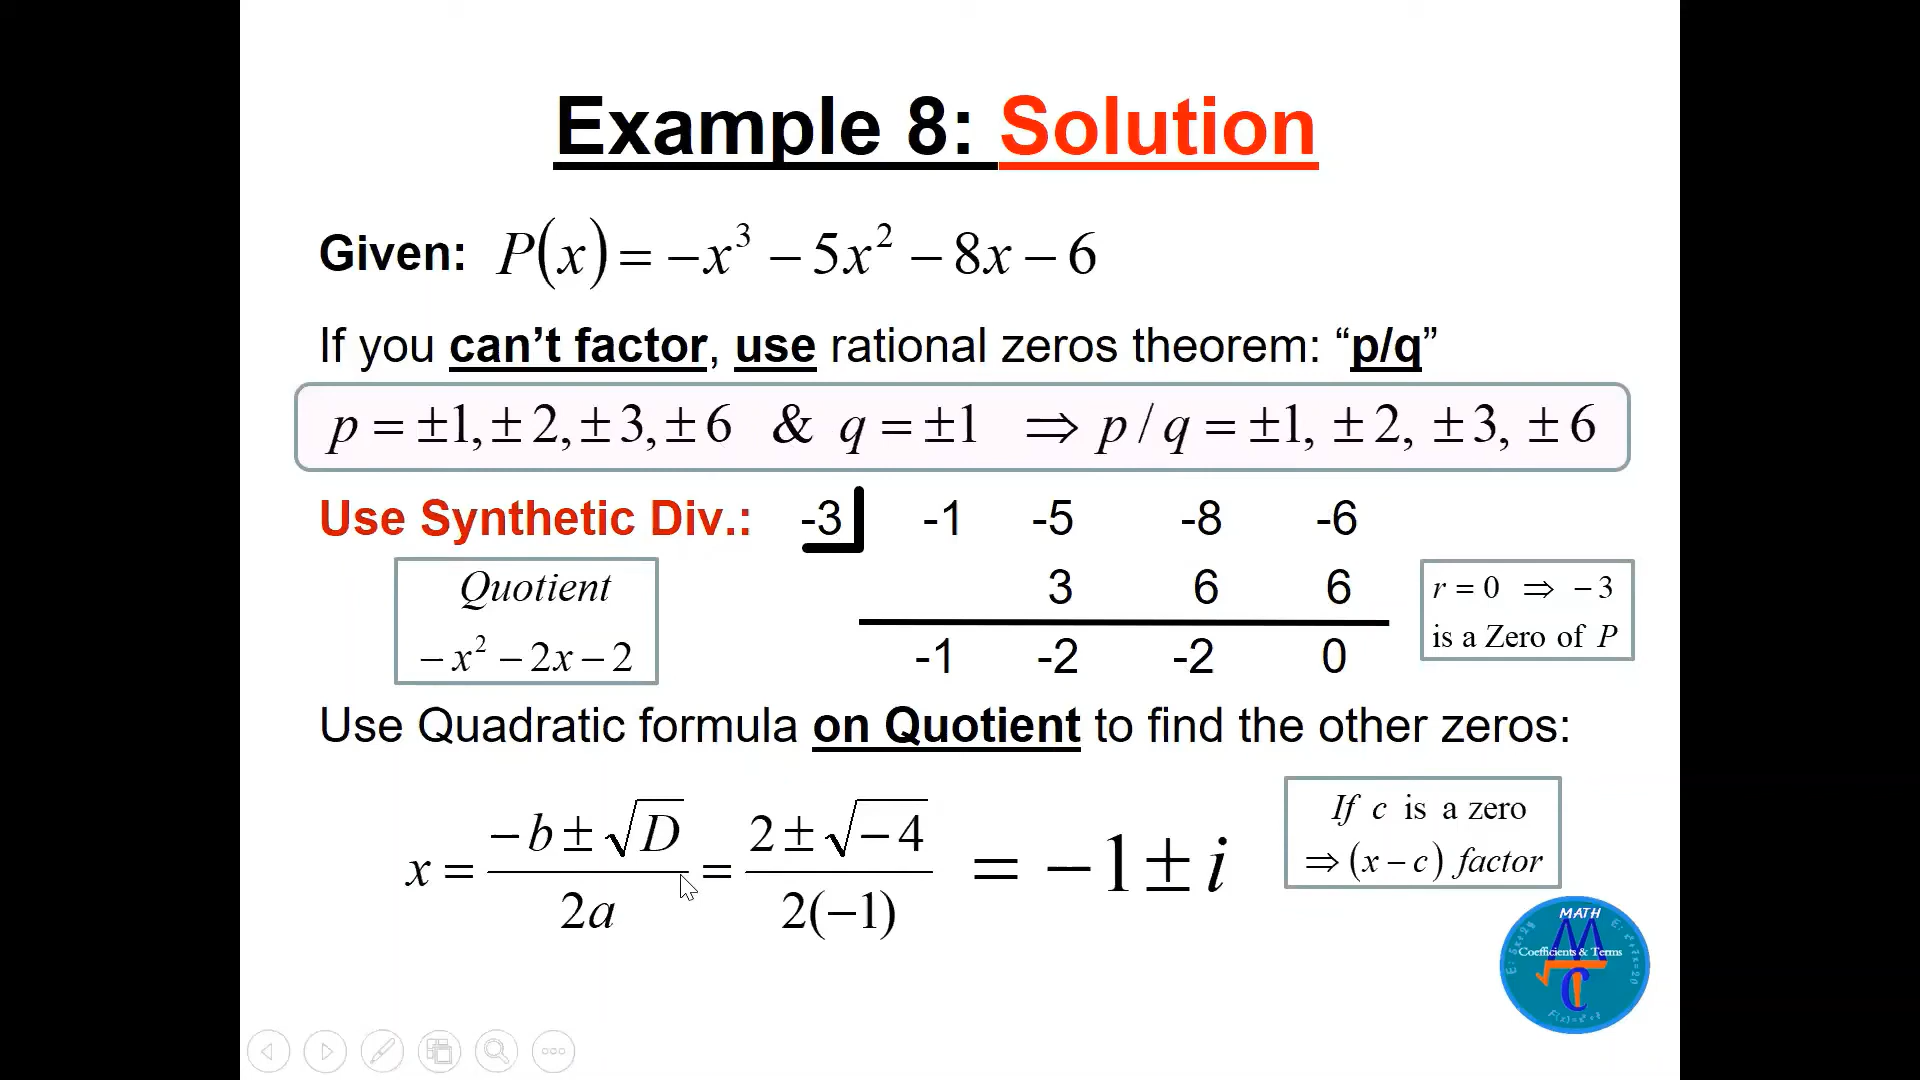 Example 8: Solution
Given: P(x) = −x³ − 5x² − 8x − 6
If you can’t factor, use rational zeros theorem: “p/q”
p = ±1, ± 2, ± 3, ± 6 & q = ±1 ⇒ p / q = ±1, ± 2, ± 3, ± 6
Use Synthetic Div.: -3 -1 -5 -8 -6
3 6 6
-1 -2 -2 0
Quotient
− x² − 2x − 2
r = 0 ⇒ − 3
is a Zero of P
Use Quadratic formula on Quotient to find the other zeros:
x = (−b ± √D) / 2a = (2 ± √−4) / 2(−1) = −1 ± i
If c is a zero
⇒ (x − c) factor
MATH
Coefficients & Terms